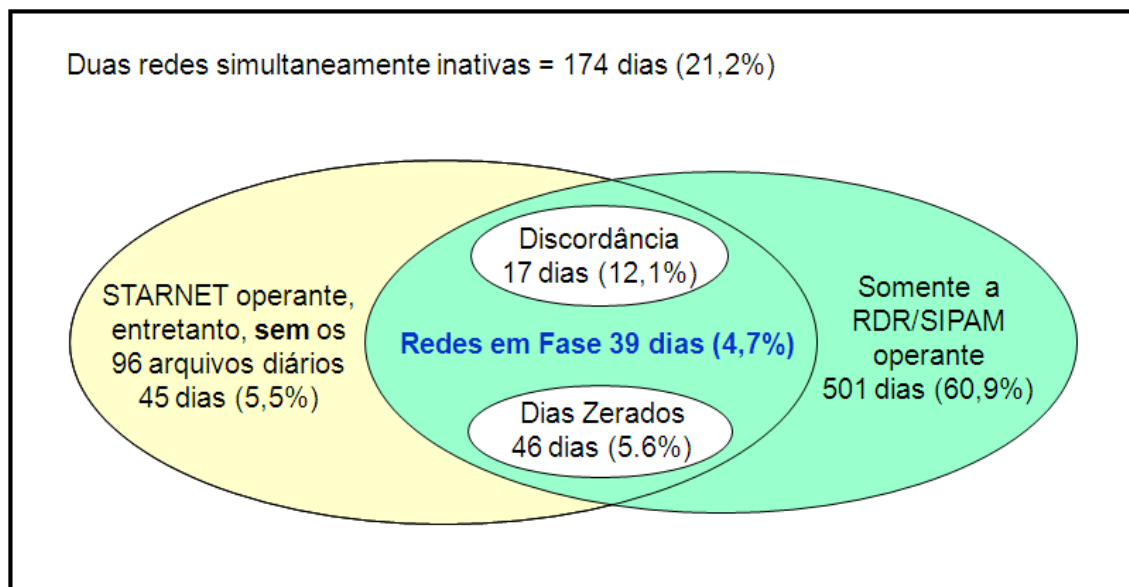 Duas redes simultaneamente inativas = 174 dias (21,2%)
Discordância
17 dias (12,1%)
STARNET operante,
entretanto, sem os
96 arquivos diários
45 dias (5,5%)
Redes em Fase 39 dias (4,7%)
Somente a
RDR/SIPAM
operante
501 dias (60,9%)
Dias Zerados
46 dias (5.6%)